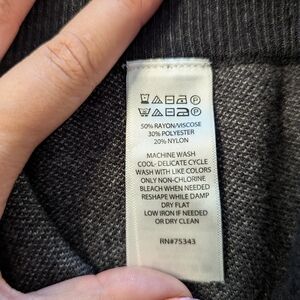 50% RAYON/VISCOSE
30% POLYESTER
20% NYLON
MACHINE WASH
COOL- DELICATE CYCLE
WASH WITH LIKE COLORS
ONLY NON-CHLORINE
BLEACH WHEN NEEDED
RESHAPE WHILE DAMP
DRY FLAT
LOW IRON IF NEEDED
OR DRY CLEAN
RN#75343